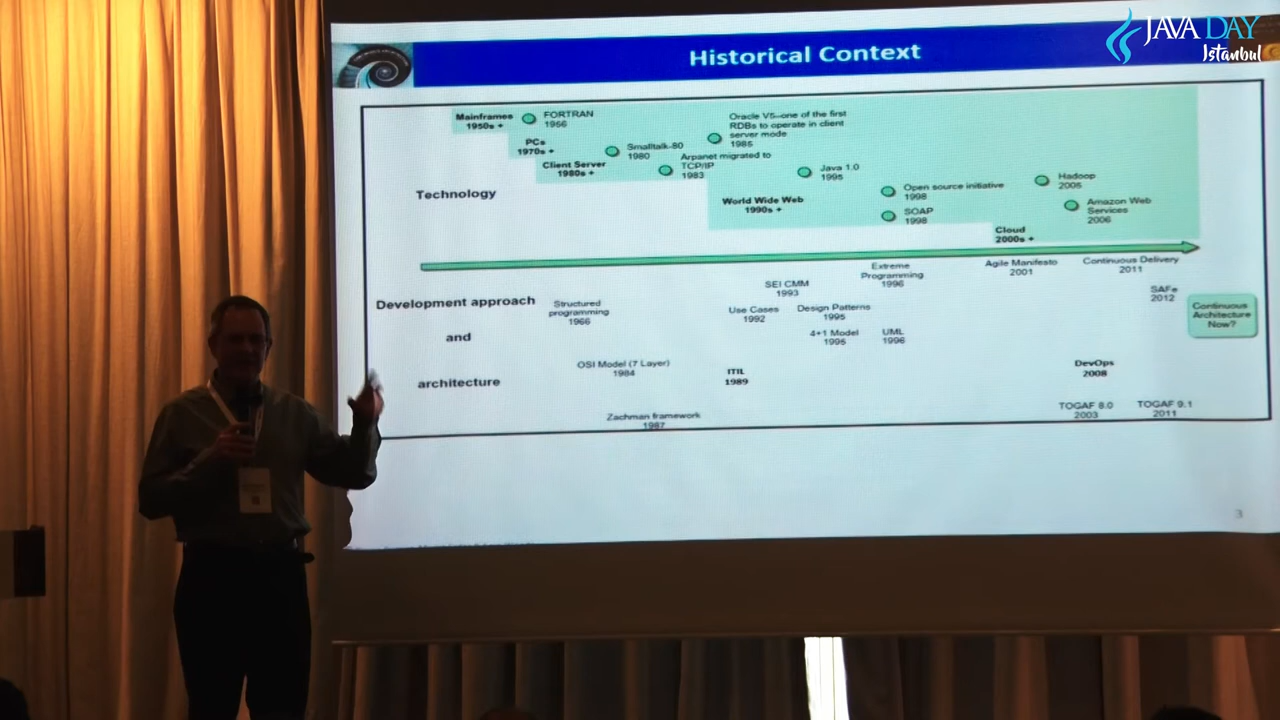 JAVA DAY
Istanbul
Historical Context
Mainframes
1950s +
FORTRAN
1956
PCs
1970s +
Smalltalk-80
1980
Oracle V5-one of the first
RDBs to operate in client
server mode
1985
Client Server
1980s +
Arpanet migrated to
TCP/IP
1983
Java 1.0
1995
Technology
World Wide Web
1990s +
Open source initiative
1998
SOAP
1998
Hadoop
2005
Amazon Web
Services
2006
Cloud
2000s +
Development approach
and
architecture
Structured
programming
1966
SEI CMM
1993
Extreme
Programming
1996
Agile Manifesto
2001
Continuous Delivery
2011
SAFe
2012
Use Cases
1992
Design Patterns
1995
4+1 Model
1995
UML
1996
Continuous
Architecture
Now?
OSI Model (7 Layer)
1984
ITIL
1989
DevOps
2008
Zachman framework
1987
TOGAF 8.0
2003
TOGAF 9.1
2011
3